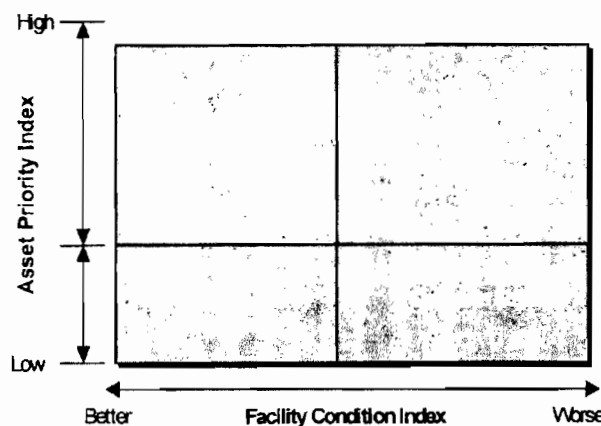 High
Asset Priority Index
Low
Better Facility Condition Index Worse